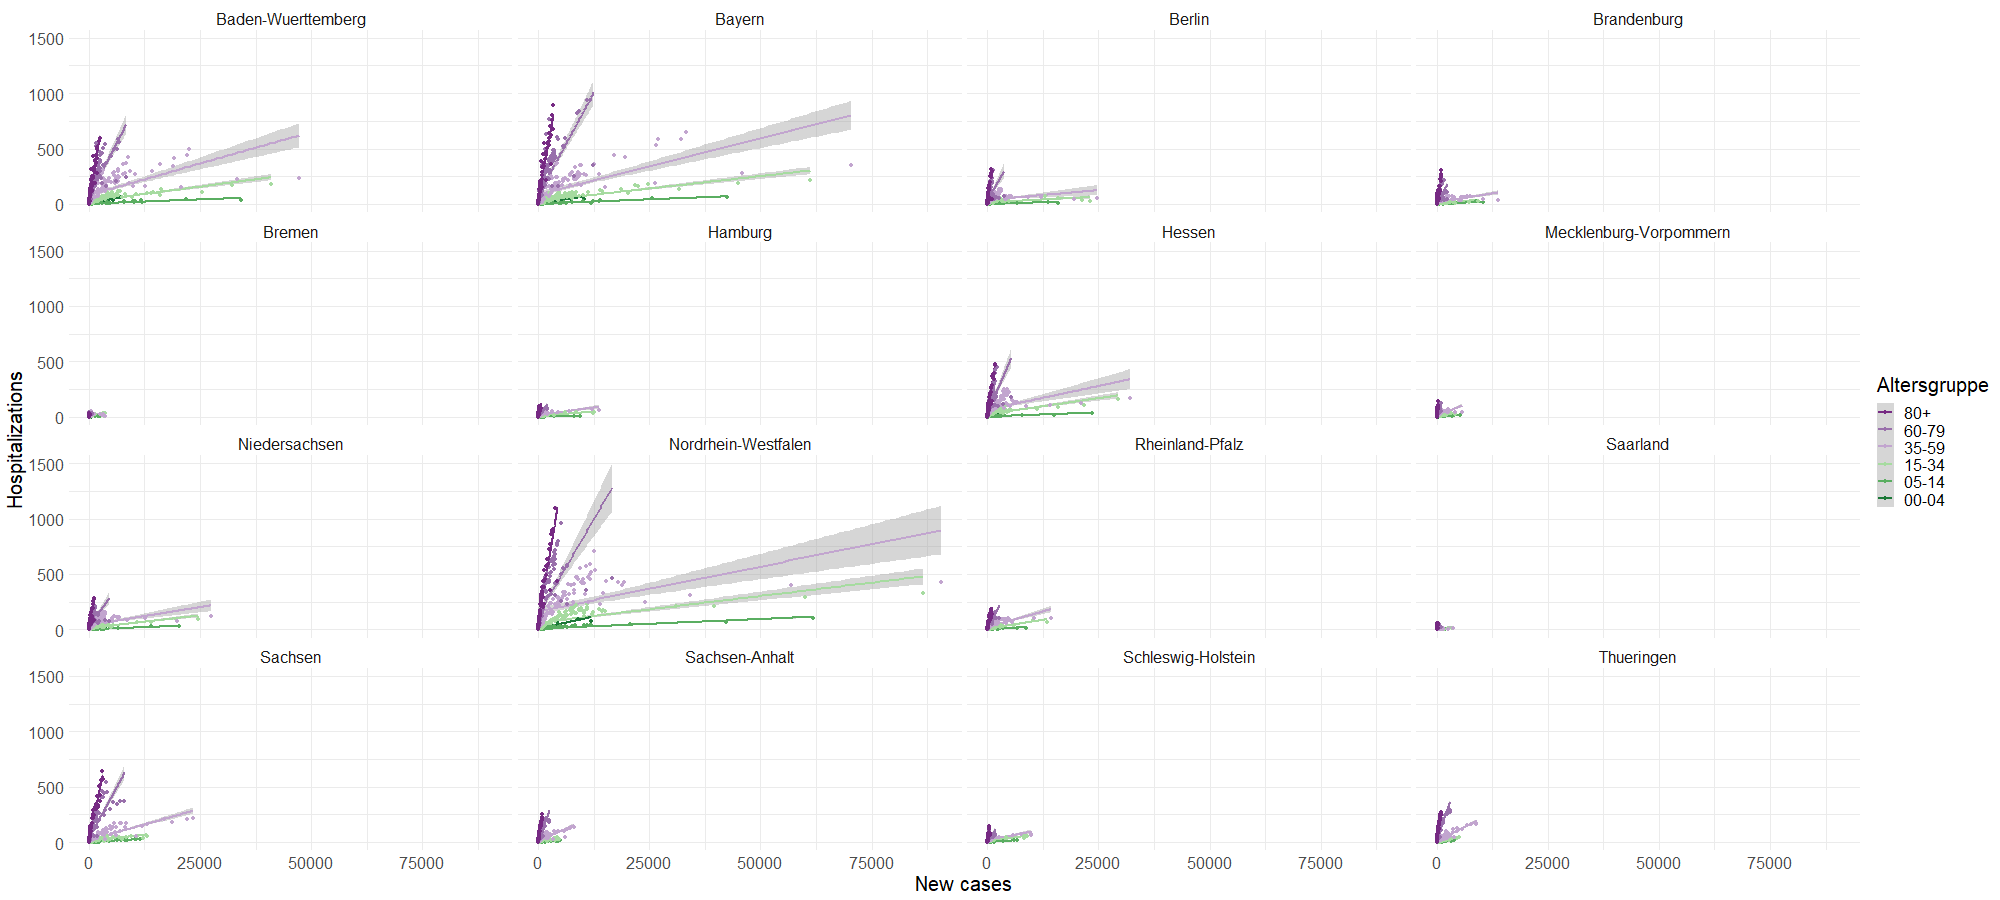 Baden-Wuerttemberg Bayern Berlin Brandenburg
1500
1000
500
0
Bremen Hamburg Hessen Mecklenburg-Vorpommern
1500
1000
500
0
Niedersachsen Nordrhein-Westfalen Rheinland-Pfalz Saarland
1500
1000
500
0
Sachsen Sachsen-Anhalt Schleswig-Holstein Thueringen
1500
1000
500
0
0 25000 50000 75000 0 25000 50000 75000 0 25000 50000 75000 0 25000 50000 75000
New cases
Hospitalizations
Altersgruppe
80+
60-79
35-59
15-34
05-14
00-04